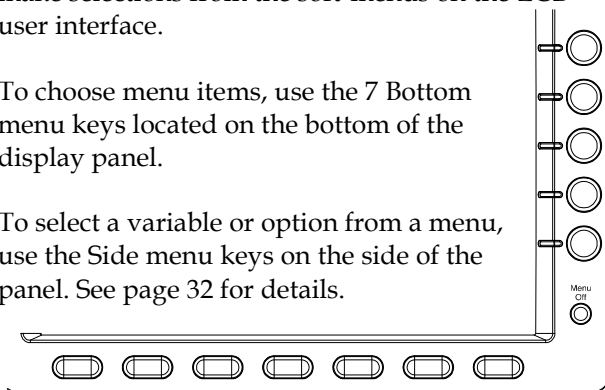 user interface.
To choose menu items, use the 7 Bottom
menu keys located on the bottom of the
display panel.
To select a variable or option from a menu,
use the Side menu keys on the side of the
panel. See page 32 for details.
Menu
Off